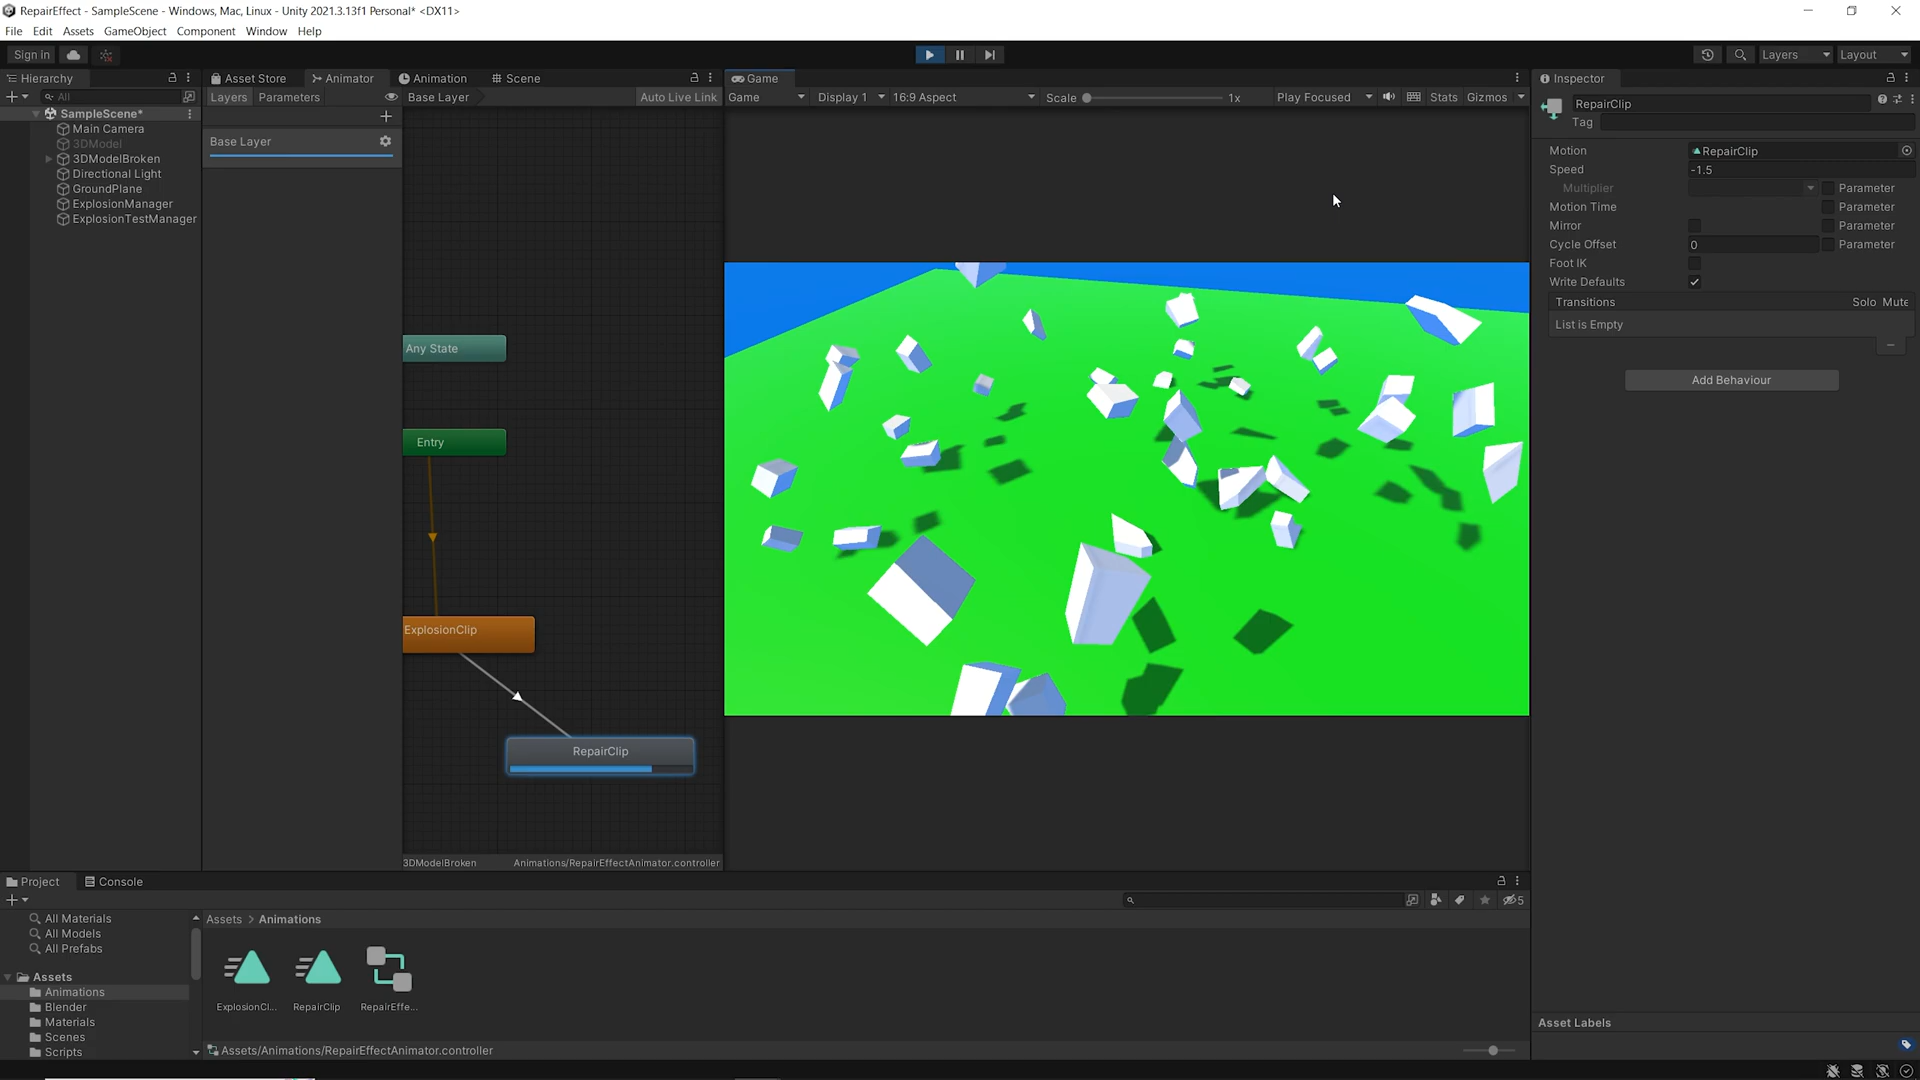 RepairEffect - SampleScene - Windows, Mac, Linux - Unity 2021.3.13f1 Personal* <DX11>
File Edit Assets GameObject Component Window Help
Sign in
Layers
Layout
Hierarchy
Asset Store
Animator
Animation
Scene
Game
Inspector
All
Layers Parameters
Base Layer
Auto Live Link
Game
Display 1
16:9 Aspect
Scale
1x
Play Focused
Stats
Gizmos
SampleScene*
Main Camera
3DModel
3DModelBroken
Directional Light
GroundPlane
ExplosionManager
ExplosionTestManager
Base Layer
Any State
Entry
ExplosionClip
RepairClip
3DModelBroken
Animations/RepairEffectAnimator.controller
RepairClip
Tag
Motion
RepairClip
Speed
-1.5
Multiplier
Parameter
Motion Time
Parameter
Mirror
Parameter
Cycle Offset
0
Parameter
Foot IK
Write Defaults
Transitions
Solo Mute
List is Empty
Add Behaviour
Project
Console
5
All Materials
All Models
All Prefabs
Assets
Animations
Blender
Materials
Scenes
Scripts
Assets > Animations
ExplosionCl...
RepairClip
RepairEffe...
Assets/Animations/RepairEffectAnimator.controller
Asset Labels